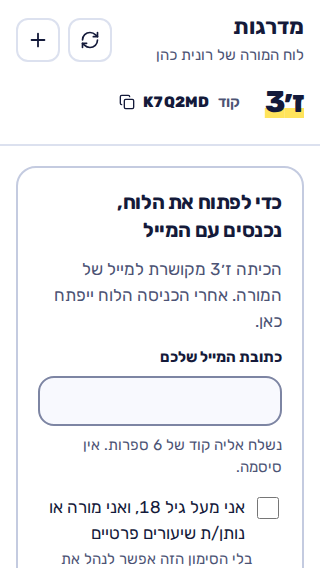 מדרגות
לוח המורה של רונית כהן
ז׳3
קוד K7Q2MD
כדי לפתוח את הלוח,
נכנסים עם המייל
הכיתה ז׳3 מקושרת למייל של
המורה. אחרי הכניסה הלוח ייפתח
כאן.
כתובת המייל שלכם
נשלח אליה קוד של 6 ספרות. אין
סיסמה.
אני מעל גיל 18, ואני מורה או
נותן/ת שיעורים פרטיים
בלי הסימון הזה אפשר לנהל את